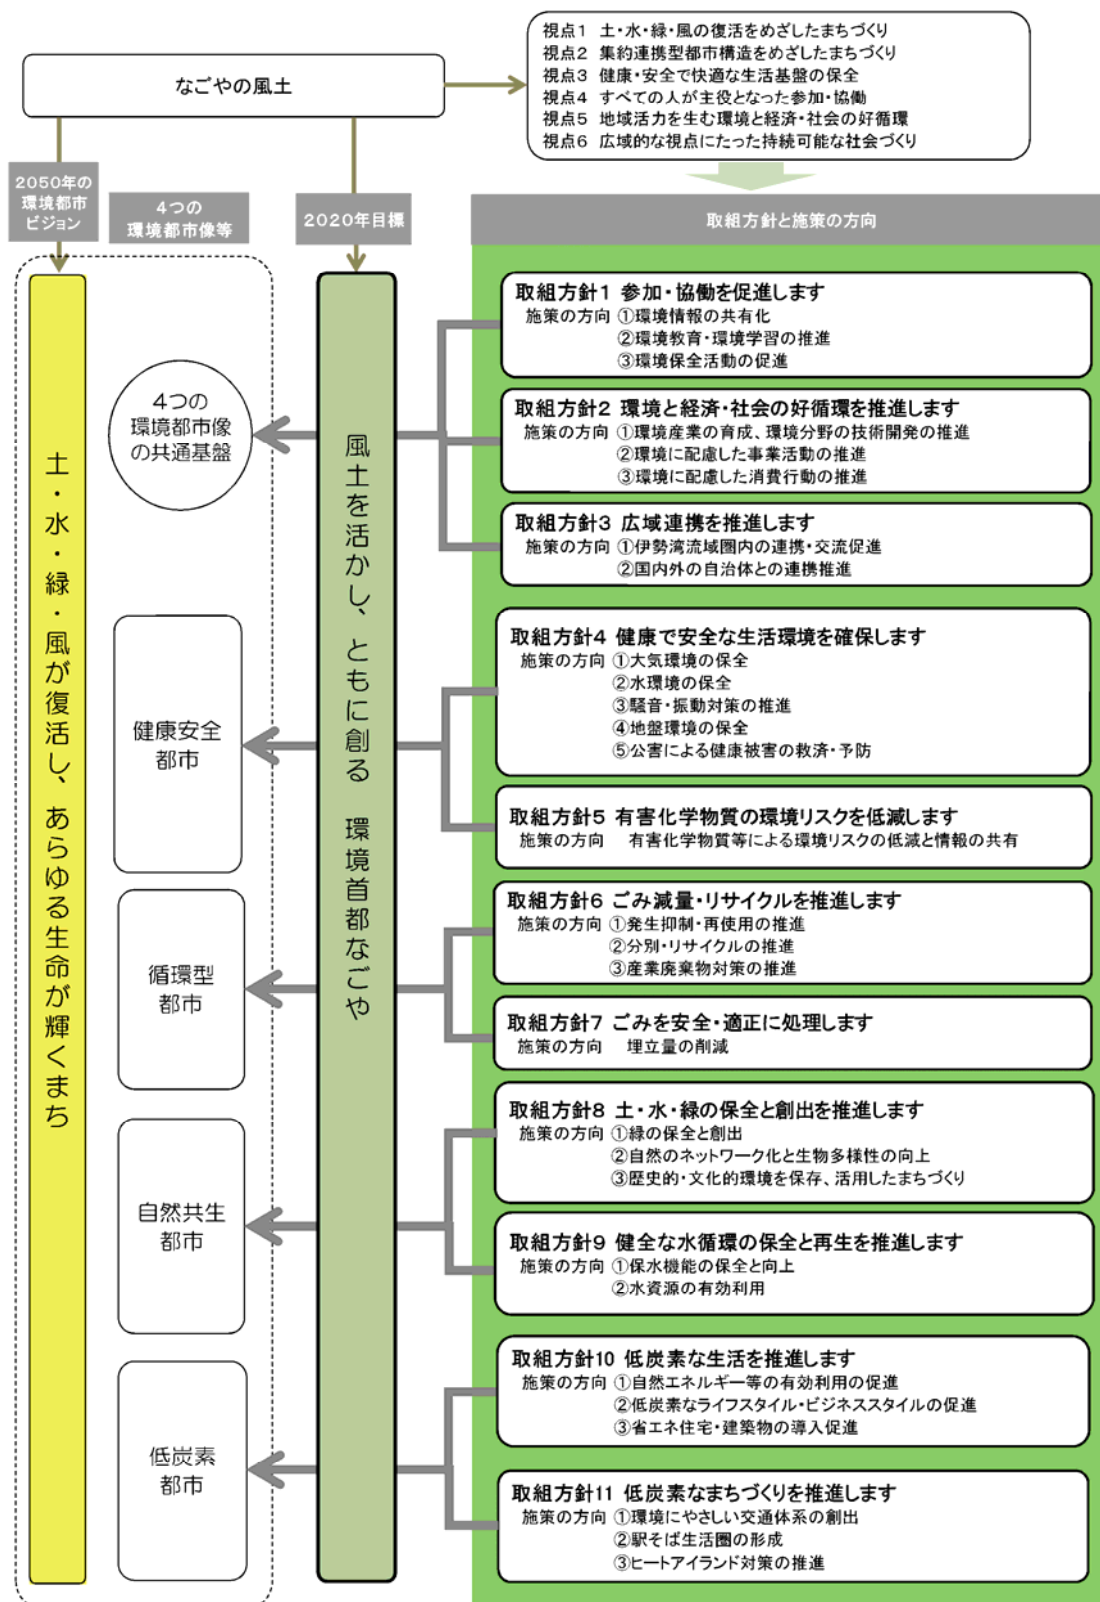 視点1 土・水・緑・風の復活をめざしたまちづくり
視点2 集約連携型都市構造をめざしたまちづくり
視点3 健康・安全で快適な生活基盤の保全
視点4 すべての人が主役となった参加・協働
視点5 地域活力を生む環境と経済・社会の好循環
視点6 広域的な視点にたった持続可能な社会づくり
なごやの風土
2050年の
環境都市
ビジョン
4つの
環境都市像等
2020年目標
取組方針と施策の方向
土・水・緑・風が復活し、あらゆる生命が輝くまち
4つの
環境都市像
の共通基盤
健康安全
都市
循環型
都市
自然共生
都市
低炭素
都市
風土を活かし、ともに創る 環境首都なごや
取組方針1 参加・協働を促進します
施策の方向 ①環境情報の共有化
②環境教育・環境学習の推進
③環境保全活動の促進
取組方針2 環境と経済・社会の好循環を推進します
施策の方向 ①環境産業の育成、環境分野の技術開発の推進
②環境に配慮した事業活動の推進
③環境に配慮した消費行動の推進
取組方針3 広域連携を推進します
施策の方向 ①伊勢湾流域圏内の連携・交流促進
②国内外の自治体との連携推進
取組方針4 健康で安全な生活環境を確保します
施策の方向 ①大気環境の保全
②水環境の保全
③騒音・振動対策の推進
④地盤環境の保全
⑤公害による健康被害の救済・予防
取組方針5 有害化学物質の環境リスクを低減します
施策の方向 有害化学物質等による環境リスクの低減と情報の共有
取組方針6 ごみ減量・リサイクルを推進します
施策の方向 ①発生抑制・再使用の推進
②分別・リサイクルの推進
③産業廃棄物対策の推進
取組方針7 ごみを安全・適正に処理します
施策の方向 埋立量の削減
取組方針8 土・水・緑の保全と創出を推進します
施策の方向 ①緑の保全と創出
②自然のネットワーク化と生物多様性の向上
③歴史的・文化的環境を保存、活用したまちづくり
取組方針9 健全な水循環の保全と再生を推進します
施策の方向 ①保水機能の保全と向上
②水資源の有効利用
取組方針10 低炭素な生活を推進します
施策の方向 ①自然エネルギー等の有効利用の促進
②低炭素なライフスタイル・ビジネススタイルの促進
③省エネ住宅・建築物の導入促進
取組方針11 低炭素なまちづくりを推進します
施策の方向 ①環境にやさしい交通体系の創出
②駅そば生活圏の形成
③ヒートアイランド対策の推進